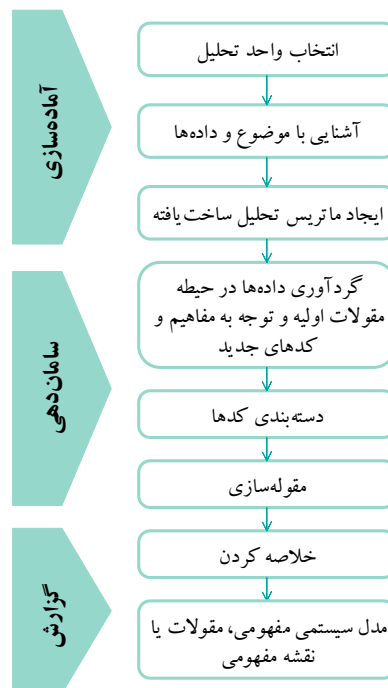 آماده‌سازی
انتخاب واحد تحلیل
آشنایی با موضوع و داده‌ها
ایجاد ماتریس تحلیل ساخت یافته
سامان‌دهی
گردآوری داده‌ها در حیطه
مقولات اولیه و توجه به مفاهیم و
کدهای جدید
دسته‌بندی کدها
مقوله‌سازی
گزارش
خلاصه کردن
مدل سیستمی مفهومی، مقولات یا
نقشه مفهومی